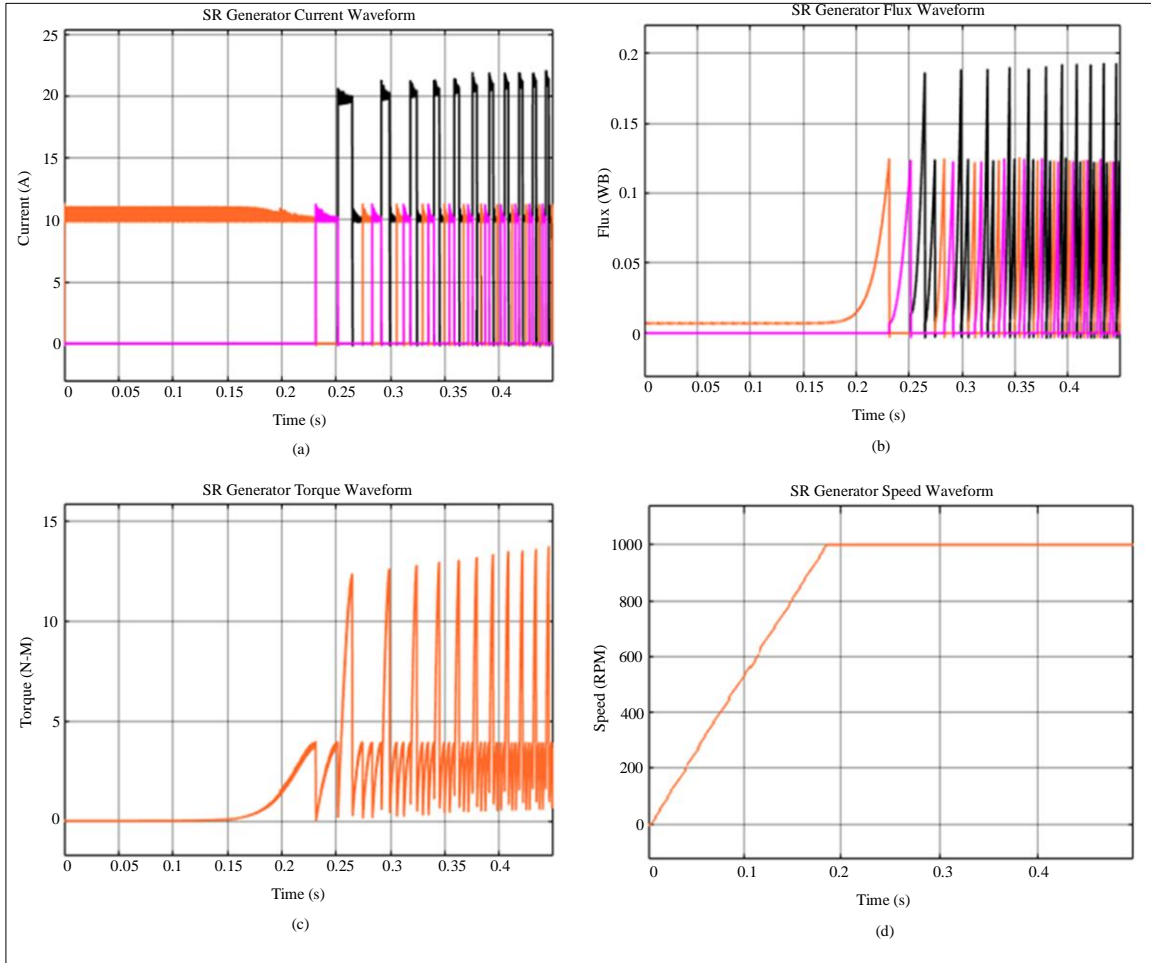 SR Generator Current Waveform
25
20
15
10
5
0
Current (A)
0 0.05 0.1 0.15 0.2 0.25 0.3 0.35 0.4
Time (s)
(a)
SR Generator Flux Waveform
0.2
0.15
0.1
0.05
0
Flux (WB)
0 0.05 0.1 0.15 0.2 0.25 0.3 0.35 0.4
Time (s)
(b)
SR Generator Torque Waveform
15
10
5
0
Torque (N-M)
0 0.05 0.1 0.15 0.2 0.25 0.3 0.35 0.4
Time (s)
(c)
SR Generator Speed Waveform
1000
800
600
400
200
0
Speed (RPM)
0 0.1 0.2 0.3 0.4
Time (s)
(d)